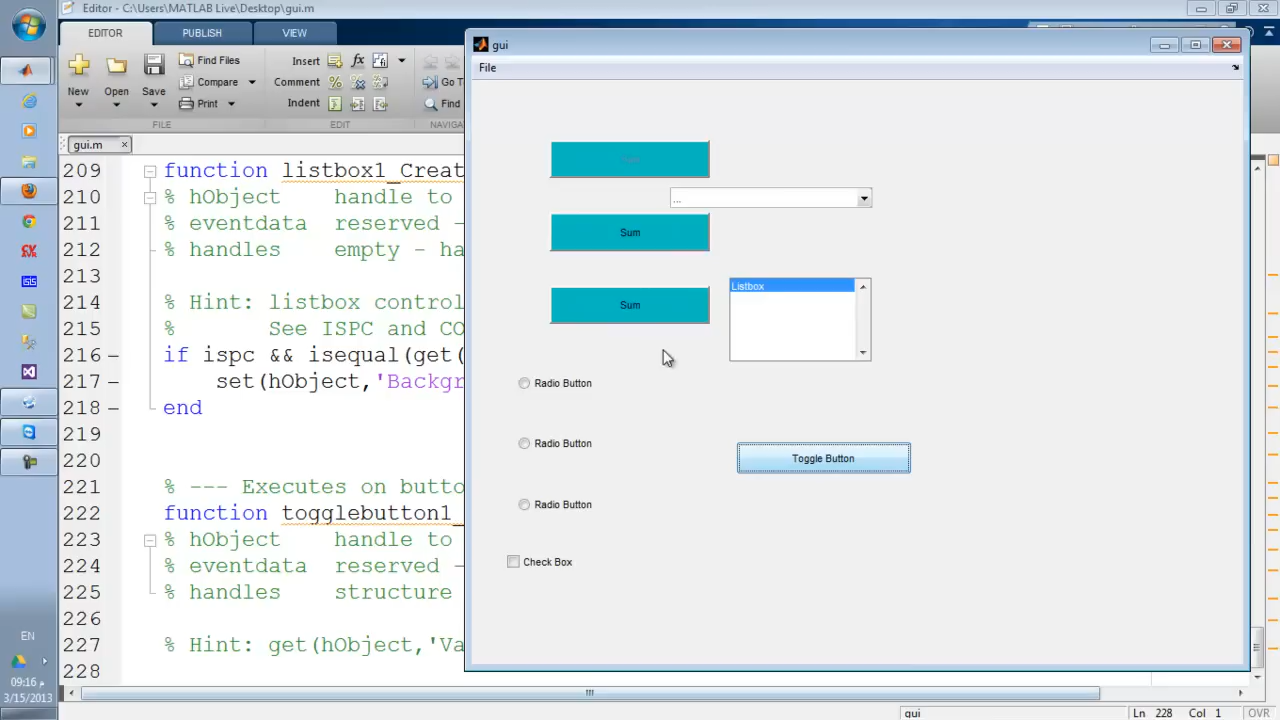 Editor - C:\Users\MATLAB Live\Desktop\gui.m
EDITOR
PUBLISH
VIEW
New
Open
Save
Find Files
Compare
Print
Insert
Comment
Indent
Go T
Find
FILE
EDIT
NAVIGA
gui.m
209 function listbox1_Creat
210 % hObject handle to
211 % eventdata reserved -
212 % handles empty - ha
213
214 % Hint: listbox control
215 % See ISPC and CO
216 if ispc && isequal(get(
217 set(hObject,'Backgr
218 end
219
220
221 % --- Executes on butto
222 function togglebutton1_
223 % hObject handle to
224 % eventdata reserved -
225 % handles structure
226
227 % Hint: get(hObject,'Va
228
gui
File
...
Sum
Listbox
Sum
Radio Button
Radio Button
Toggle Button
Radio Button
Check Box
EN
09:16 م
3/15/2013
gui
Ln 228 Col 1 OVR